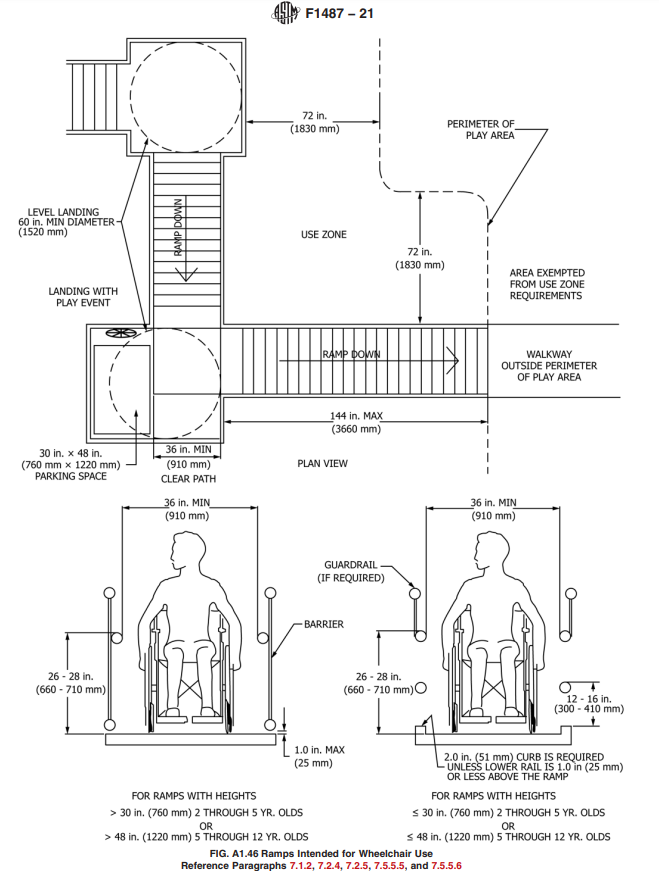 ASTM F1487 – 21
72 in.
(1830 mm)
PERIMETER OF
PLAY AREA
LEVEL LANDING
60 in. MIN DIAMETER
(1520 mm)
RAMP DOWN
USE ZONE
72 in.
(1830 mm)
AREA EXEMPTED
FROM USE ZONE
REQUIREMENTS
LANDING WITH
PLAY EVENT
RAMP DOWN
WALKWAY
OUTSIDE PERIMETER
OF PLAY AREA
144 in. MAX
(3660 mm)
30 in. × 48 in.
(760 mm × 1220 mm)
PARKING SPACE
36 in. MIN
(910 mm)
CLEAR PATH
PLAN VIEW
36 in. MIN
(910 mm)
36 in. MIN
(910 mm)
GUARDRAIL
(IF REQUIRED)
BARRIER
26 - 28 in.
(660 - 710 mm)
26 - 28 in.
(660 - 710 mm)
12 - 16 in.
(300 - 410 mm)
1.0 in. MAX
(25 mm)
2.0 in. (51 mm) CURB IS REQUIRED
UNLESS LOWER RAIL IS 1.0 in (25 mm)
OR LESS ABOVE THE RAMP
FOR RAMPS WITH HEIGHTS
> 30 in. (760 mm) 2 THROUGH 5 YR. OLDS
OR
> 48 in. (1220 mm) 5 THROUGH 12 YR. OLDS
FOR RAMPS WITH HEIGHTS
≤ 30 in. (760 mm) 2 THROUGH 5 YR. OLDS
OR
≤ 48 in. (1220 mm) 5 THROUGH 12 YR. OLDS
FIG. A1.46 Ramps Intended for Wheelchair Use
Reference Paragraphs 7.1.2, 7.2.4, 7.2.5, 7.5.5.5, and 7.5.5.6